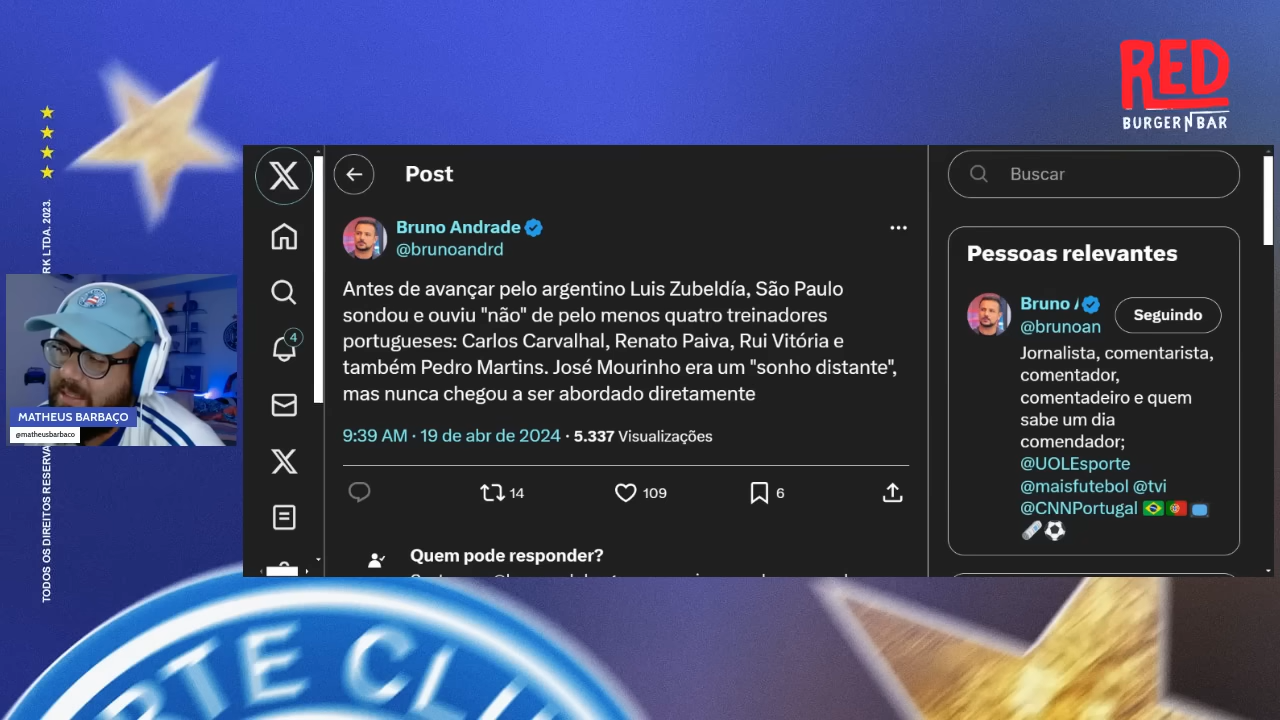 RED
BURGER N BAR
TODOS OS DIREITOS RESERVA
RK LTDA. 2023.
MATHEUS BARBAÇO
@matheusbarbaco
4
Post
Bruno Andrade
@brunoandrd
Antes de avançar pelo argentino Luis Zubeldía, São Paulo
sondou e ouviu "não" de pelo menos quatro treinadores
portugueses: Carlos Carvalhal, Renato Paiva, Rui Vitória e
também Pedro Martins. José Mourinho era um "sonho distante",
mas nunca chegou a ser abordado diretamente
9:39 AM · 19 de abr de 2024 · 5.337 Visualizações
14
109
6
Quem pode responder?
Buscar
Pessoas relevantes
Bruno
@brunoan
Seguindo
Jornalista, comentarista,
comentador,
comentadeiro e quem
sabe um dia
comendador;
@UOLEsporte
@maisfutebol @tvi
@CNNPortugal
RTE CL